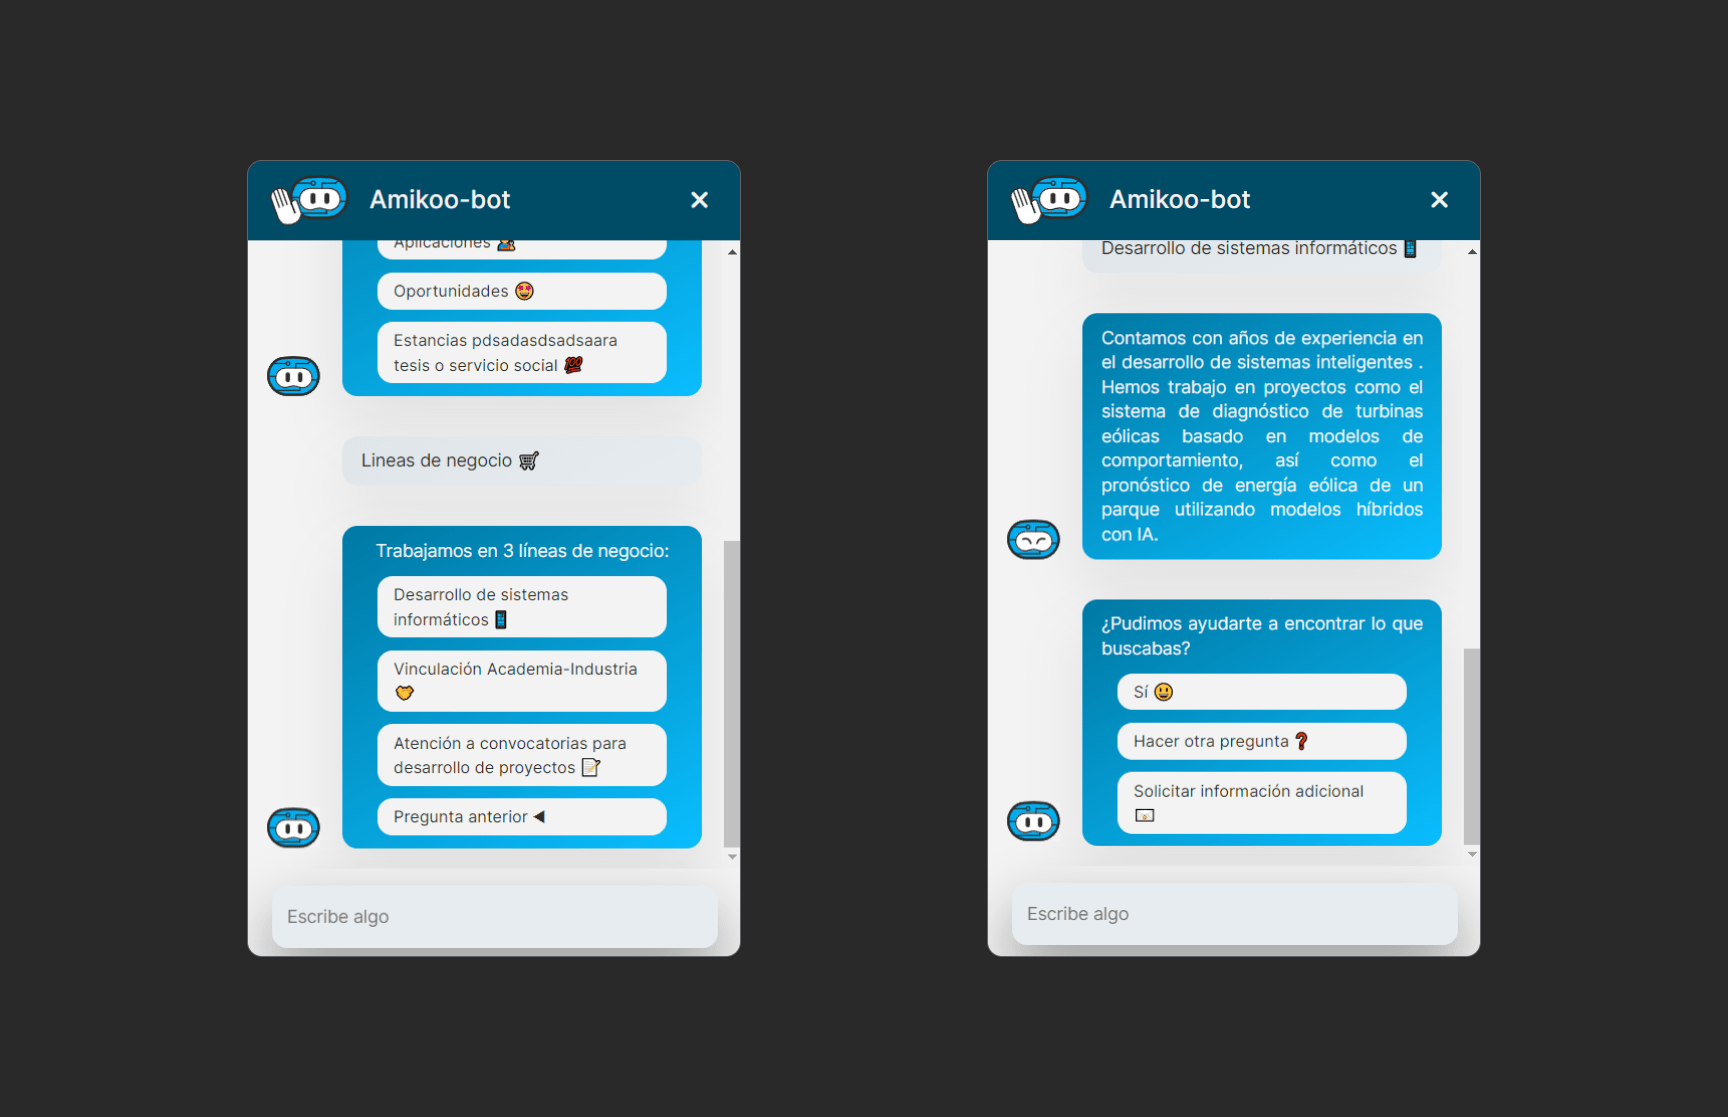 Amikoo-bot
Aplicaciones
Oportunidades 🤩
Estancias pdsadasdsadsaara
tesis o servicio social 💯
Lineas de negocio 🛒
Trabajamos en 3 líneas de negocio:
Desarrollo de sistemas
informáticos 📱
Vinculación Academia-Industria
🤝
Atención a convocatorias para
desarrollo de proyectos 📝
Pregunta anterior ◀
Escribe algo
Amikoo-bot
Desarrollo de sistemas informáticos 📱
Contamos con años de experiencia en
el desarrollo de sistemas inteligentes .
Hemos trabajo en proyectos como el
sistema de diagnóstico de turbinas
eólicas basado en modelos de
comportamiento, así como el
pronóstico de energía eólica de un
parque utilizando modelos híbridos
con IA.
¿Pudimos ayudarte a encontrar lo que
buscabas?
Sí 😃
Hacer otra pregunta ❓
Solicitar información adicional
Escribe algo